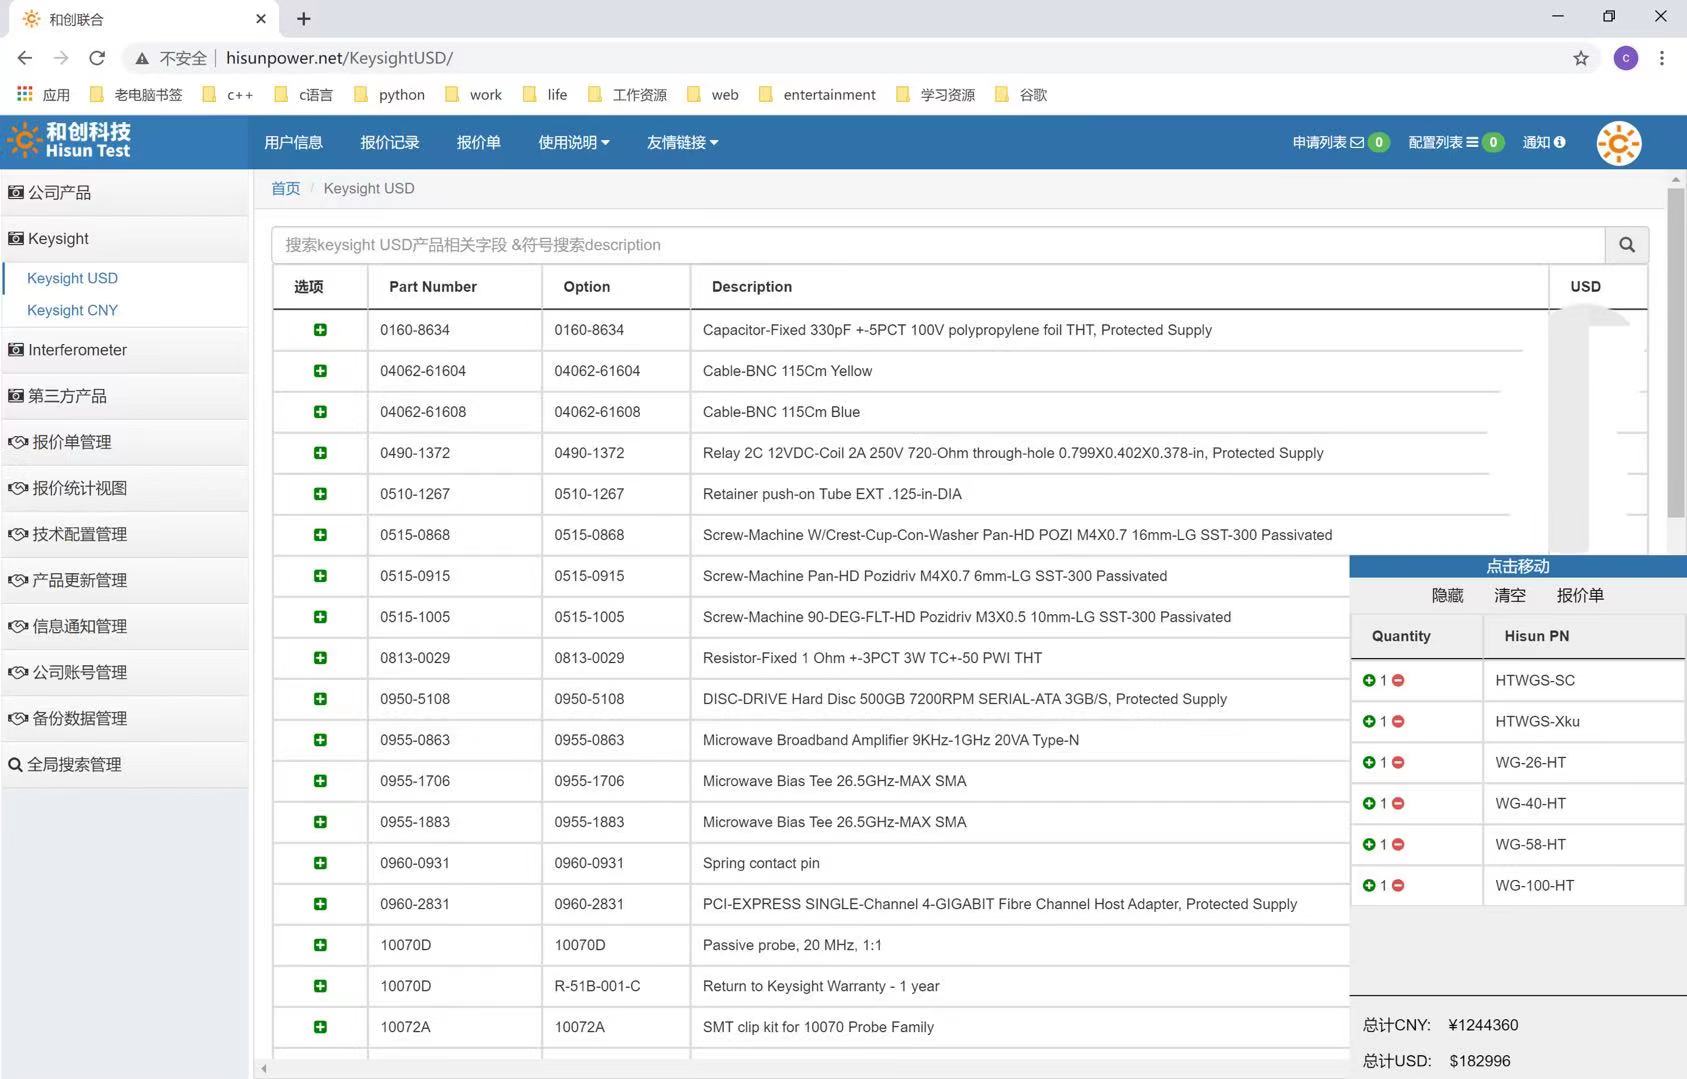 和创联合
不安全 hisunpower.net/KeysightUSD/
C
应用 老电脑书签 c++ c语言 python work life 工作资源 web entertainment 学习资源 谷歌
和创科技
Hisun Test
用户信息 报价记录 报价单 使用说明 友情链接 申请列表 0 配置列表 0 通知
公司产品
Keysight
Keysight USD
Keysight CNY
Interferometer
第三方产品
报价单管理
报价统计视图
技术配置管理
产品更新管理
信息通知管理
公司账号管理
备份数据管理
全局搜索管理
首页 / Keysight USD
搜索keysight USD产品相关字段 &符号搜索description
选项 Part Number Option Description USD
0160-8634 0160-8634 Capacitor-Fixed 330pF +-5PCT 100V polypropylene foil THT, Protected Supply
04062-61604 04062-61604 Cable-BNC 115Cm Yellow
04062-61608 04062-61608 Cable-BNC 115Cm Blue
0490-1372 0490-1372 Relay 2C 12VDC-Coil 2A 250V 720-Ohm through-hole 0.799X0.402X0.378-in, Protected Supply
0510-1267 0510-1267 Retainer push-on Tube EXT .125-in-DIA
0515-0868 0515-0868 Screw-Machine W/Crest-Cup-Con-Washer Pan-HD POZI M4X0.7 16mm-LG SST-300 Passivated
0515-0915 0515-0915 Screw-Machine Pan-HD Pozidriv M4X0.7 6mm-LG SST-300 Passivated
0515-1005 0515-1005 Screw-Machine 90-DEG-FLT-HD Pozidriv M3X0.5 10mm-LG SST-300 Passivated
0813-0029 0813-0029 Resistor-Fixed 1 Ohm +-3PCT 3W TC+-50 PWI THT
0950-5108 0950-5108 DISC-DRIVE Hard Disc 500GB 7200RPM SERIAL-ATA 3GB/S, Protected Supply
0955-0863 0955-0863 Microwave Broadband Amplifier 9KHz-1GHz 20VA Type-N
0955-1706 0955-1706 Microwave Bias Tee 26.5GHz-MAX SMA
0955-1883 0955-1883 Microwave Bias Tee 26.5GHz-MAX SMA
0960-0931 0960-0931 Spring contact pin
0960-2831 0960-2831 PCI-EXPRESS SINGLE-Channel 4-GIGABIT Fibre Channel Host Adapter, Protected Supply
10070D 10070D Passive probe, 20 MHz, 1:1
10070D R-51B-001-C Return to Keysight Warranty - 1 year
10072A 10072A SMT clip kit for 10070 Probe Family
点击移动
隐藏 清空 报价单
Quantity Hisun PN
1 HTWGS-SC
1 HTWGS-Xku
1 WG-26-HT
1 WG-40-HT
1 WG-58-HT
1 WG-100-HT
总计CNY: ¥1244360
总计USD: $182996